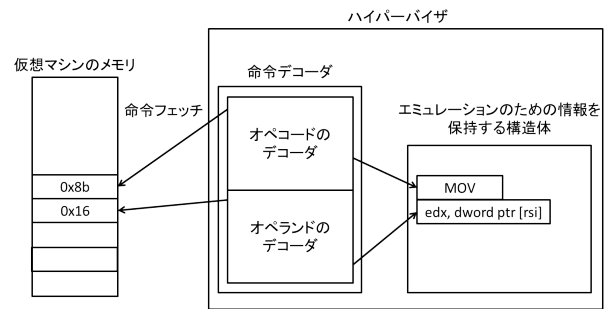 ハイパーバイザ
仮想マシンのメモリ
命令デコーダ
命令フェッチ
エミュレーションのための情報を
保持する構造体
オペコードの
デコーダ
0x8b
MOV
0x16
edx, dword ptr [rsi]
オペランドの
デコーダ